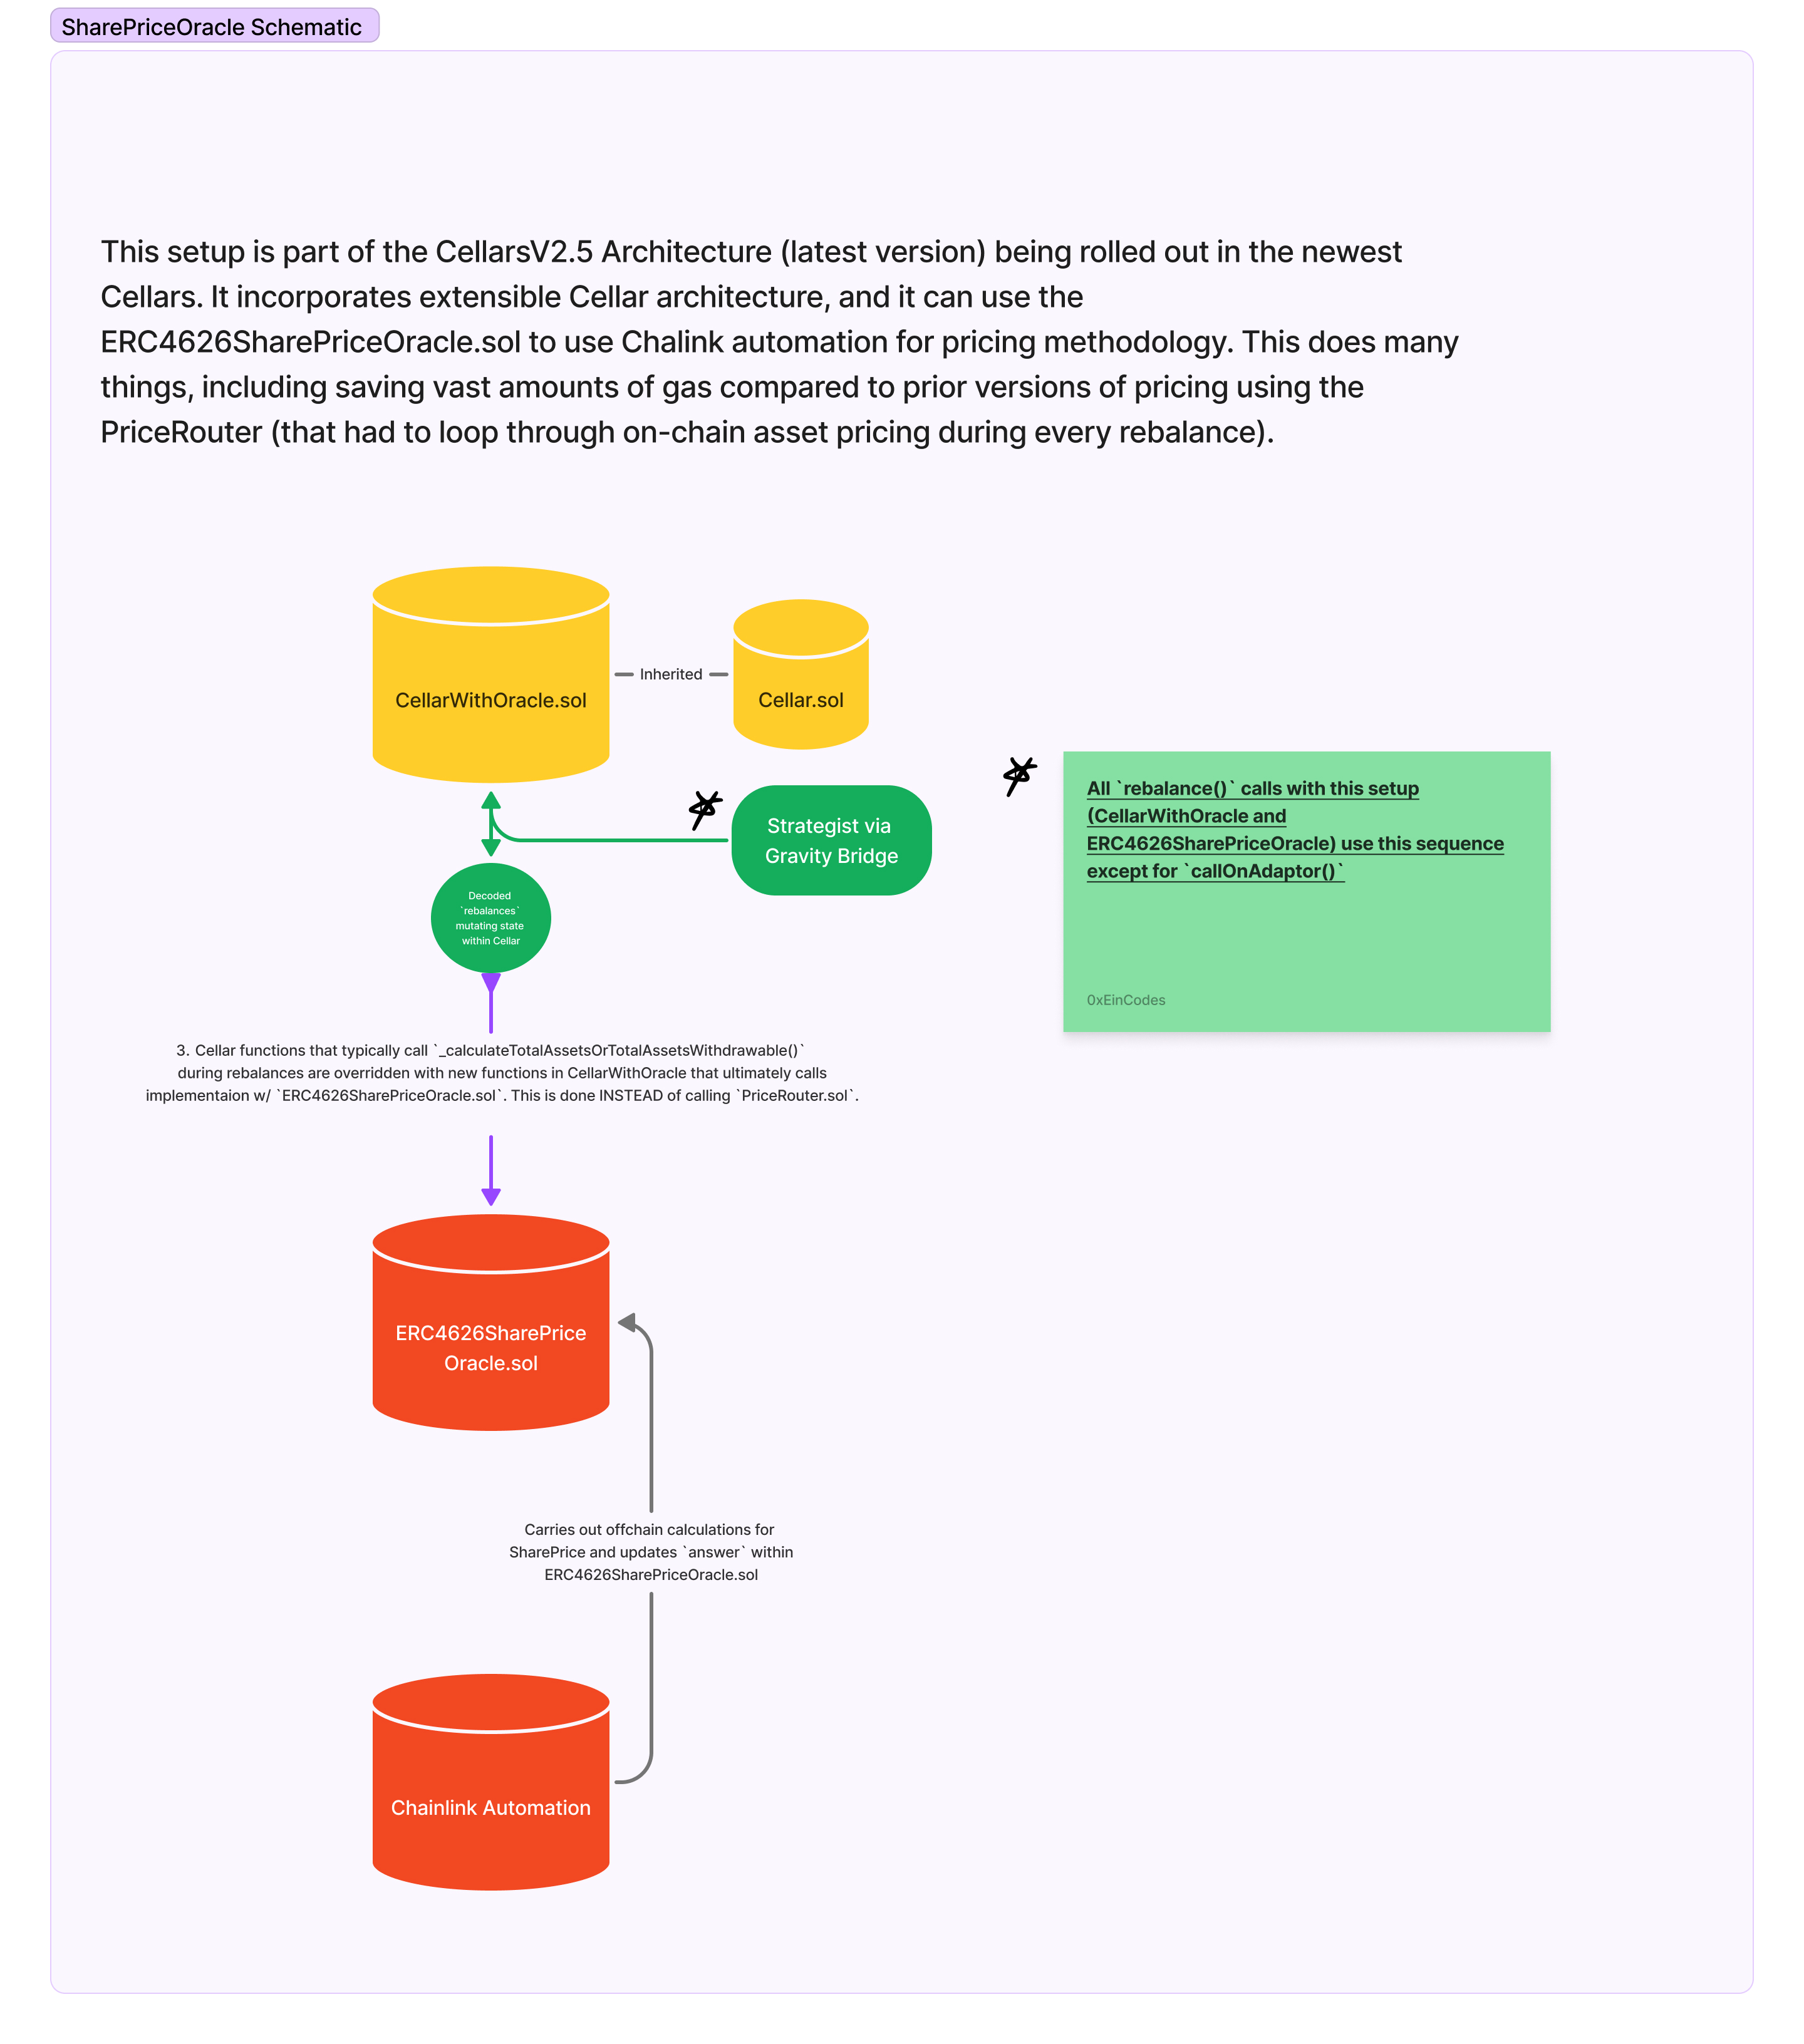 SharePriceOracle Schematic
This setup is part of the CellarsV2.5 Architecture (latest version) being rolled out in the newest
Cellars. It incorporates extensible Cellar architecture, and it can use the
ERC4626SharePriceOracle.sol to use Chalink automation for pricing methodology. This does many
things, including saving vast amounts of gas compared to prior versions of pricing using the
PriceRouter (that had to loop through on-chain asset pricing during every rebalance).
CellarWithOracle.sol
Inherited
Cellar.sol
Strategist via
Gravity Bridge
All `rebalance()` calls with this setup
(CellarWithOracle and
ERC4626SharePriceOracle) use this sequence
except for `callOnAdaptor()`
0xEinCodes
Decoded
`rebalances`
mutating state
within Cellar
3. Cellar functions that typically call `_calculateTotalAssetsOrTotalAssetsWithdrawable()`
during rebalances are overridden with new functions in CellarWithOracle that ultimately calls
implementaion w/ `ERC4626SharePriceOracle.sol`. This is done INSTEAD of calling `PriceRouter.sol`.
ERC4626SharePrice
Oracle.sol
Carries out offchain calculations for
SharePrice and updates `answer` within
ERC4626SharePriceOracle.sol
Chainlink Automation